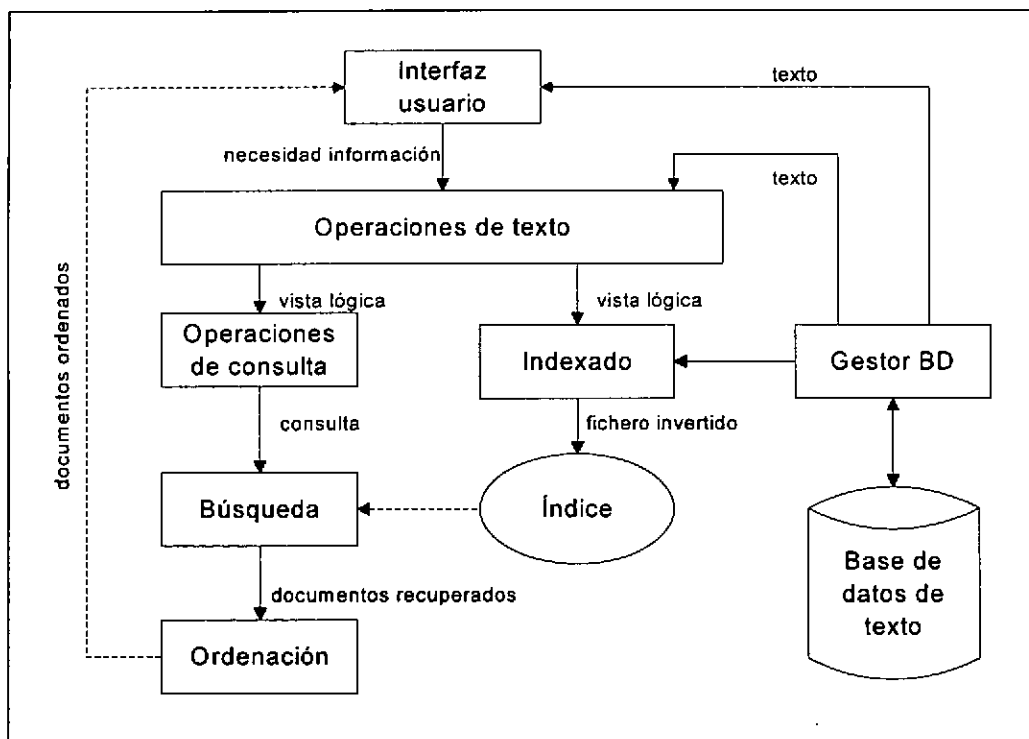 Interfaz
usuario
texto
necesidad información
texto
Operaciones de texto
vista lógica
vista lógica
Operaciones
de consulta
Indexado
Gestor BD
documentos ordenados
consulta
fichero invertido
Búsqueda
Índice
Base de
datos de
texto
documentos recuperados
Ordenación